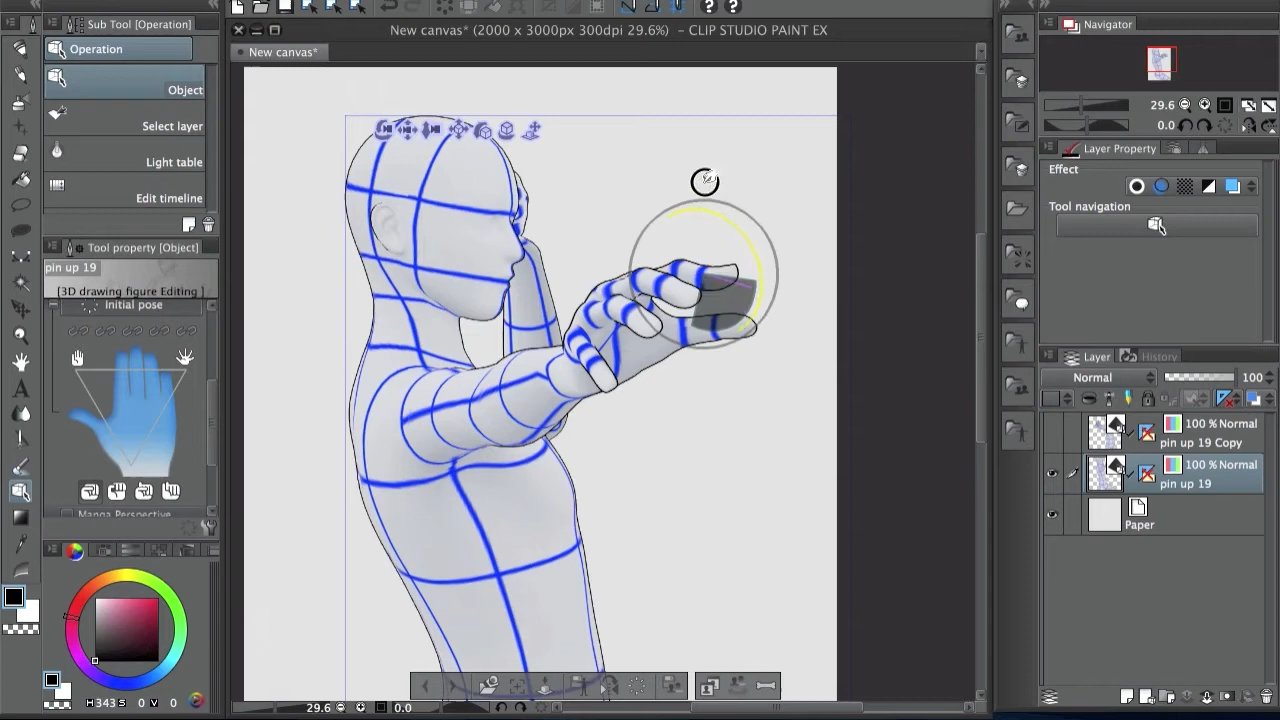 Sub Tool [Operation]
Operation
Object
Select layer
Light table
Edit timeline
Tool property [Object]
pin up 19
[3D drawing figure Editing ]
Initial pose
Manga Perspective
H 343 S 0 V 0
New canvas* (2000 x 3000px 300dpi 29.6%) – CLIP STUDIO PAINT EX
New canvas*
29.6
0.0
Navigator
29.6
0.0
Layer Property
Effect
Tool navigation
Layer
History
Normal
100
100 % Normal
pin up 19 Copy
100 % Normal
pin up 19
Paper